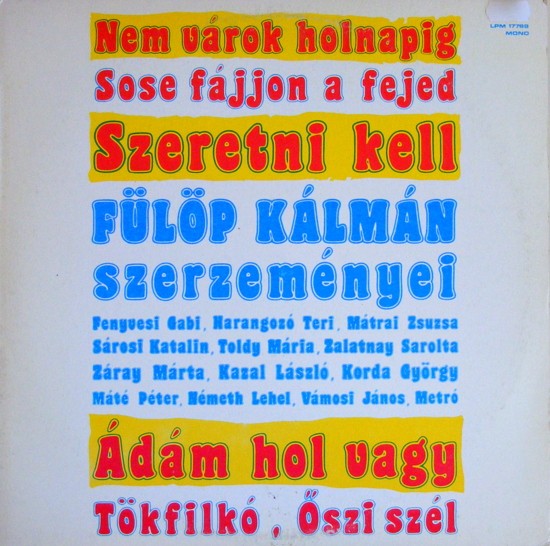 LPM 17765
MONO
Nem várok holnapig
Sose fájjon a fejed
Szeretni kell
FÜLÖP KÁLMÁN
szerzeményei
Fenyvesi Gabi, Harangozó Teri, Mátrai Zsuzsa
Sárosi Katalin, Toldy Mária, Zalatnay Sarolta
Záray Márta, Kazal László, Korda György
Máté Péter, Németh Lehel, Vámosi János, Metró
Ádám hol vagy
Tökfilkó, Őszi szél